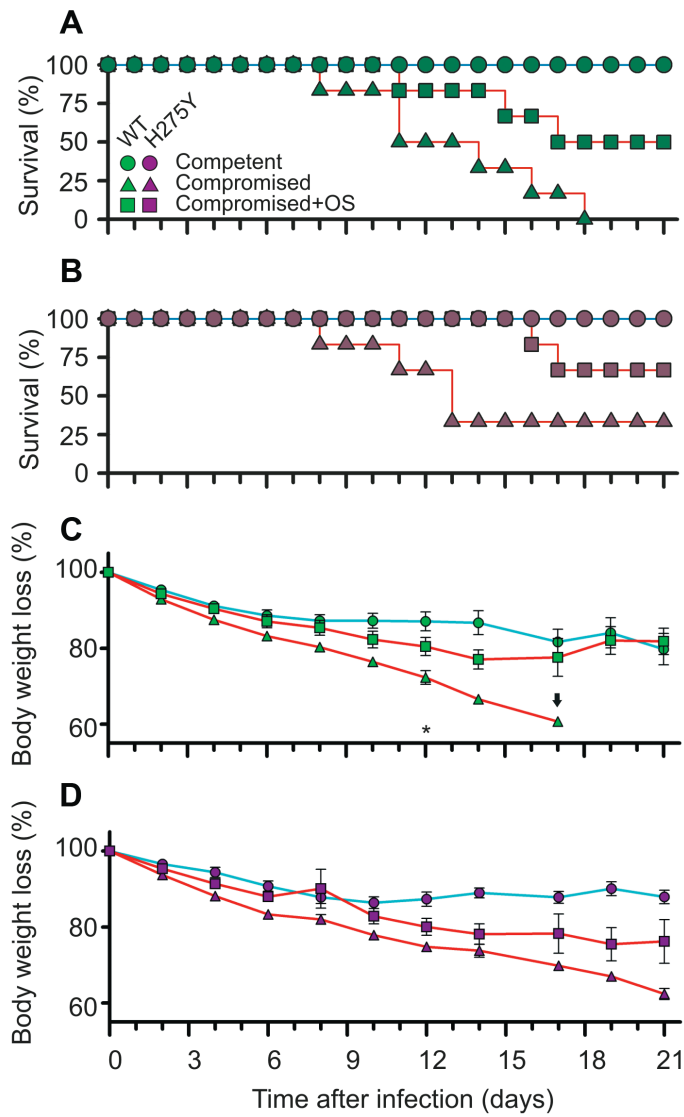 A
Survival (%)
100
75
50
25
0
WT
H275Y
Competent
Compromised
Compromised+OS
B
Survival (%)
100
75
50
25
0
C
Body weight loss (%)
100
80
60
*
D
Body weight loss (%)
100
80
60
0 3 6 9 12 15 18 21
Time after infection (days)